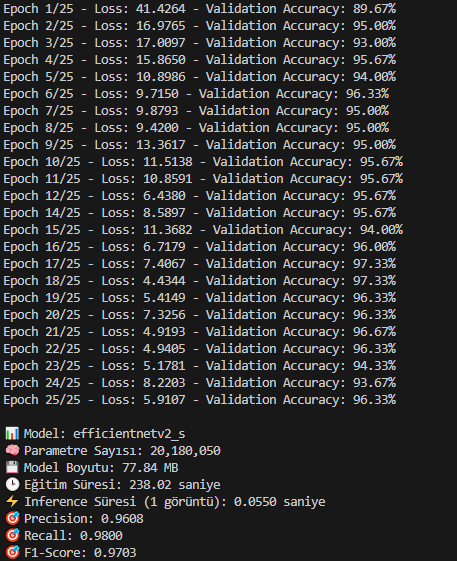 Epoch 1/25 - Loss: 41.4264 - Validation Accuracy: 89.67%
Epoch 2/25 - Loss: 16.9765 - Validation Accuracy: 95.00%
Epoch 3/25 - Loss: 17.0097 - Validation Accuracy: 93.00%
Epoch 4/25 - Loss: 15.8650 - Validation Accuracy: 95.67%
Epoch 5/25 - Loss: 10.8986 - Validation Accuracy: 94.00%
Epoch 6/25 - Loss: 9.7150 - Validation Accuracy: 96.33%
Epoch 7/25 - Loss: 9.8793 - Validation Accuracy: 95.00%
Epoch 8/25 - Loss: 9.4200 - Validation Accuracy: 95.00%
Epoch 9/25 - Loss: 13.3617 - Validation Accuracy: 95.00%
Epoch 10/25 - Loss: 11.5138 - Validation Accuracy: 95.67%
Epoch 11/25 - Loss: 10.8591 - Validation Accuracy: 95.67%
Epoch 12/25 - Loss: 6.4380 - Validation Accuracy: 95.67%
Epoch 14/25 - Loss: 8.5897 - Validation Accuracy: 95.67%
Epoch 15/25 - Loss: 11.3682 - Validation Accuracy: 94.00%
Epoch 16/25 - Loss: 6.7179 - Validation Accuracy: 96.00%
Epoch 17/25 - Loss: 7.4067 - Validation Accuracy: 97.33%
Epoch 18/25 - Loss: 4.4344 - Validation Accuracy: 97.33%
Epoch 19/25 - Loss: 5.4149 - Validation Accuracy: 96.33%
Epoch 20/25 - Loss: 7.3256 - Validation Accuracy: 96.33%
Epoch 21/25 - Loss: 4.9193 - Validation Accuracy: 96.67%
Epoch 22/25 - Loss: 4.9405 - Validation Accuracy: 96.33%
Epoch 23/25 - Loss: 5.1781 - Validation Accuracy: 94.33%
Epoch 24/25 - Loss: 8.2203 - Validation Accuracy: 93.67%
Epoch 25/25 - Loss: 5.9107 - Validation Accuracy: 96.33%
📊 Model: efficientnetv2_s
🧠 Parametre Sayısı: 20,180,050
💾 Model Boyutu: 77.84 MB
🕒 Eğitim Süresi: 238.02 saniye
⚡ Inference Süresi (1 görüntü): 0.0550 saniye
🎯 Precision: 0.9608
🎯 Recall: 0.9800
🎯 F1-Score: 0.9703